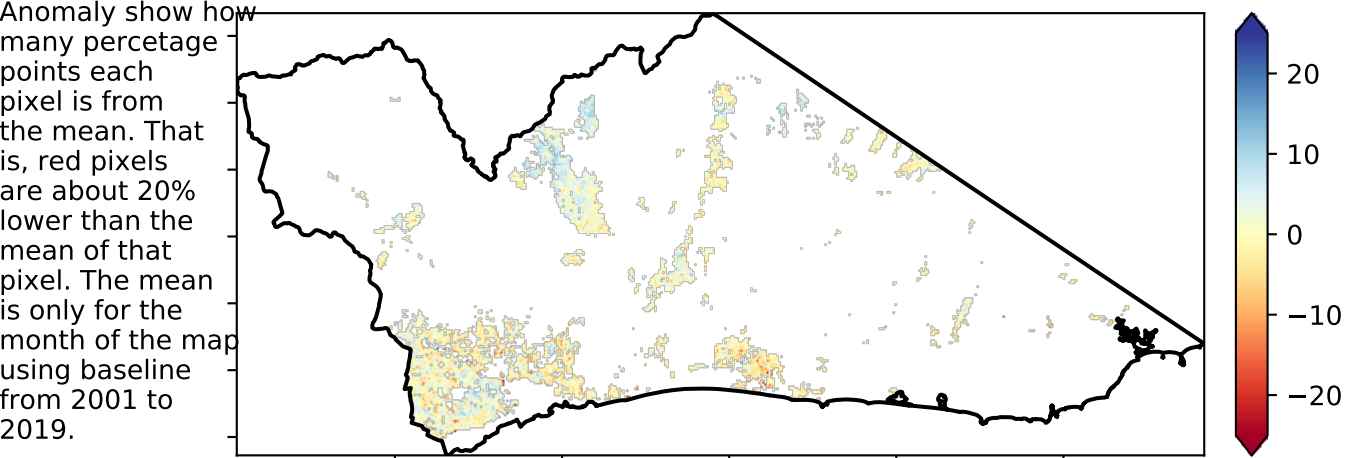 Anomaly show how
many percetage
points each
pixel is from
the mean. That
is, red pixels
are about 20%
lower than the
mean of that
pixel. The mean
is only for the
month of the map
using baseline
from 2001 to
2019.
20
10
0
−10
−20